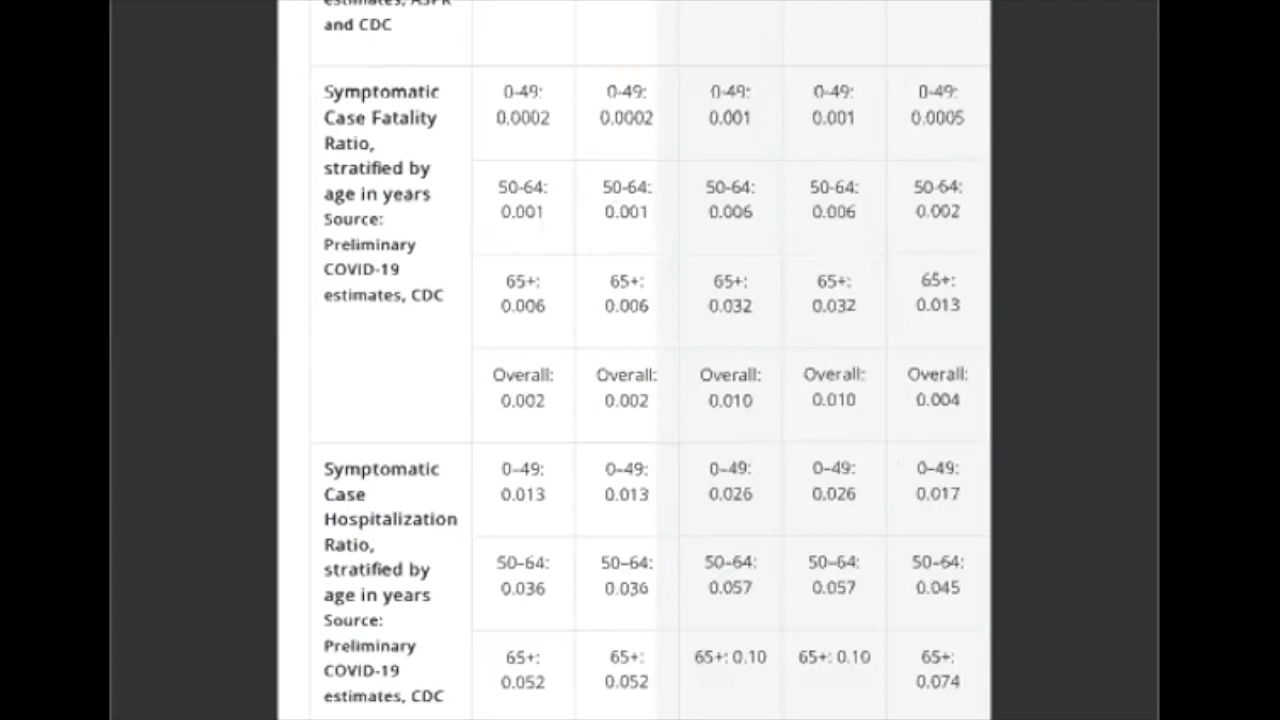 and CDC
Symptomatic
Case Fatality
Ratio,
stratified by
age in years
Source:
Preliminary
COVID-19
estimates, CDC
0-49: 0-49: 0-49: 0-49: 0-49:
0.0002 0.0002 0.001 0.001 0.0005
50-64: 50-64: 50-64: 50-64: 50-64:
0.001 0.001 0.006 0.006 0.002
65+: 65+: 65+: 65+: 65+:
0.006 0.006 0.032 0.032 0.013
Overall: Overall: Overall: Overall: Overall:
0.002 0.002 0.010 0.010 0.004
Symptomatic
Case
Hospitalization
Ratio,
stratified by
age in years
Source:
Preliminary
COVID-19
estimates, CDC
0–49: 0–49: 0–49: 0–49: 0–49:
0.013 0.013 0.026 0.026 0.017
50–64: 50–64: 50–64: 50–64: 50–64:
0.036 0.036 0.057 0.057 0.045
65+: 65+: 65+: 0.10 65+: 0.10 65+:
0.052 0.052 0.074